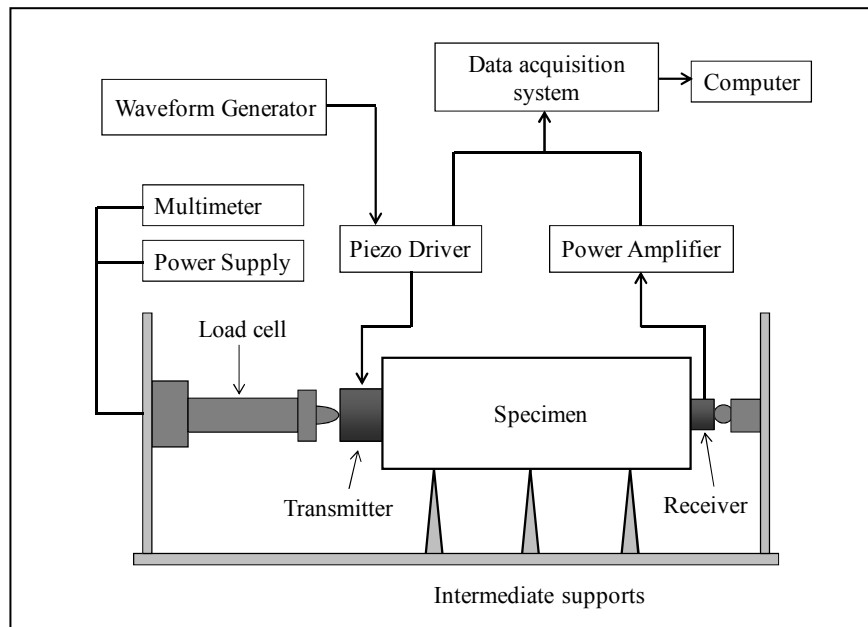 Data acquisition
system
Computer
Waveform Generator
Multimeter
Power Supply
Piezo Driver
Power Amplifier
Load cell
Specimen
Transmitter
Receiver
Intermediate supports